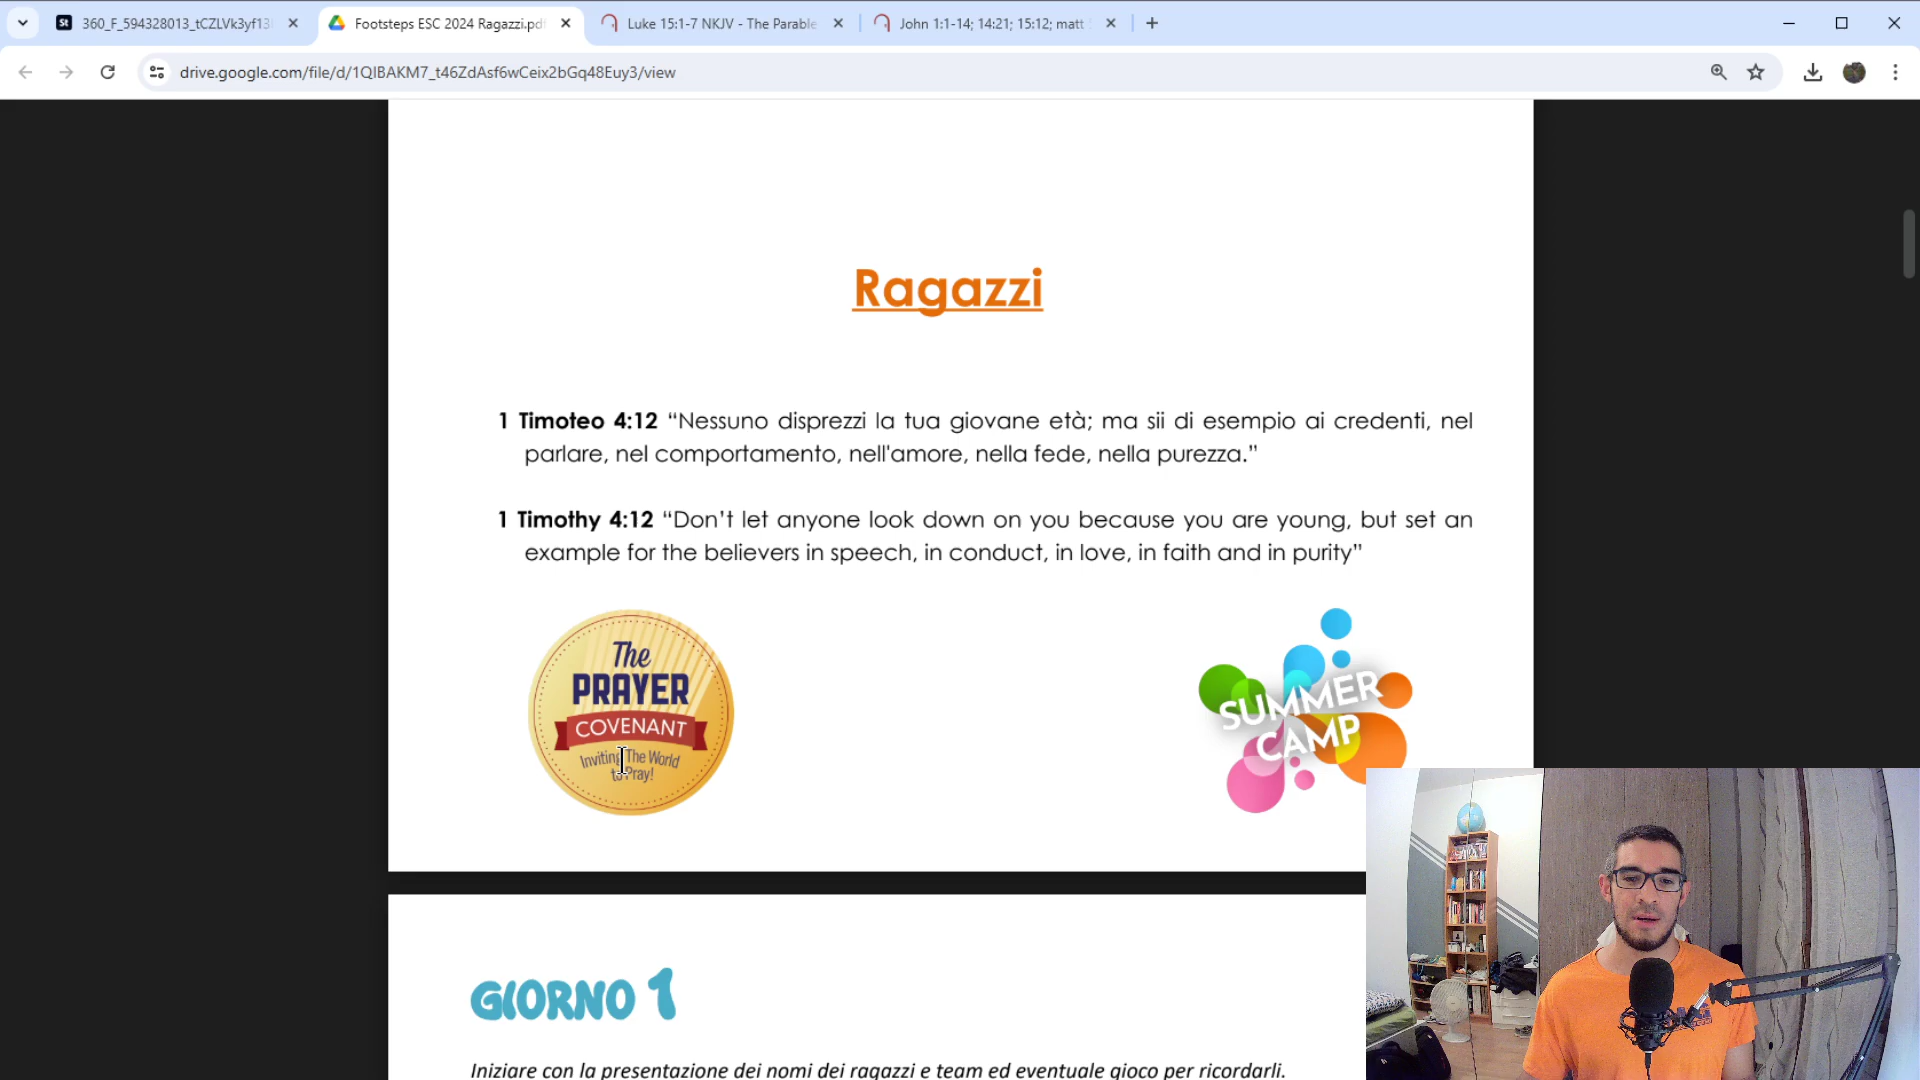 360_F_594328013_tCZLVk3yf13
Footsteps ESC 2024 Ragazzi.pdf
Luke 15:1-7 NKJV - The Parable
John 1:1-14; 14:21; 15:12; matt
drive.google.com/file/d/1QIBAKM7_t46ZdAsf6wCeix2bGq48Euy3/view
Ragazzi
1 Timoteo 4:12 “Nessuno disprezzi la tua giovane età; ma sii di esempio ai credenti, nel
parlare, nel comportamento, nell'amore, nella fede, nella purezza.”
1 Timothy 4:12 “Don’t let anyone look down on you because you are young, but set an
example for the believers in speech, in conduct, in love, in faith and in purity”
The
PRAYER
COVENANT
Inviting The World
to Pray!
SUMMER
CAMP
GIORNO 1
Iniziare con la presentazione dei nomi dei ragazzi e team ed eventuale gioco per ricordarli.